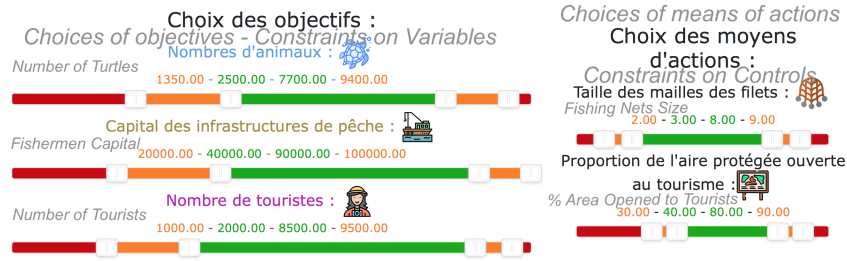 Choix des objectifs :
Choices of objectives - Constraints on Variables
Nombres d'animaux :
Number of Turtles
1350.00 - 2500.00 - 7700.00 - 9400.00
Capital des infrastructures de pêche :
Fishermen Capital
20000.00 - 40000.00 - 90000.00 - 100000.00
Nombre de touristes :
Number of Tourists
1000.00 - 2000.00 - 8500.00 - 9500.00
Choices of means of actions
Choix des moyens
d'actions :
Constraints on Controls
Taille des mailles des filets :
Fishing Nets Size
2.00 - 3.00 - 8.00 - 9.00
Proportion de l'aire protégée ouverte
au tourisme :
% Area Opened to Tourists
30.00 - 40.00 - 80.00 - 90.00